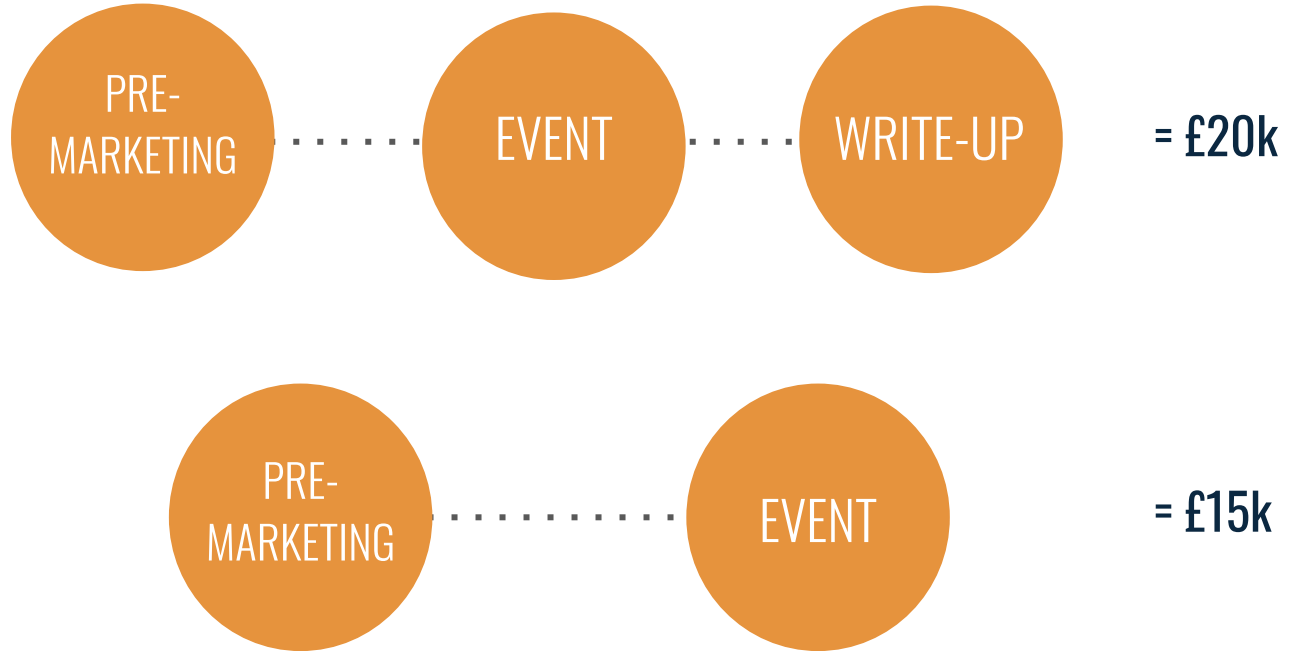 PRE-
MARKETING
EVENT
WRITE-UP
= £20k
PRE-
MARKETING
EVENT
= £15k